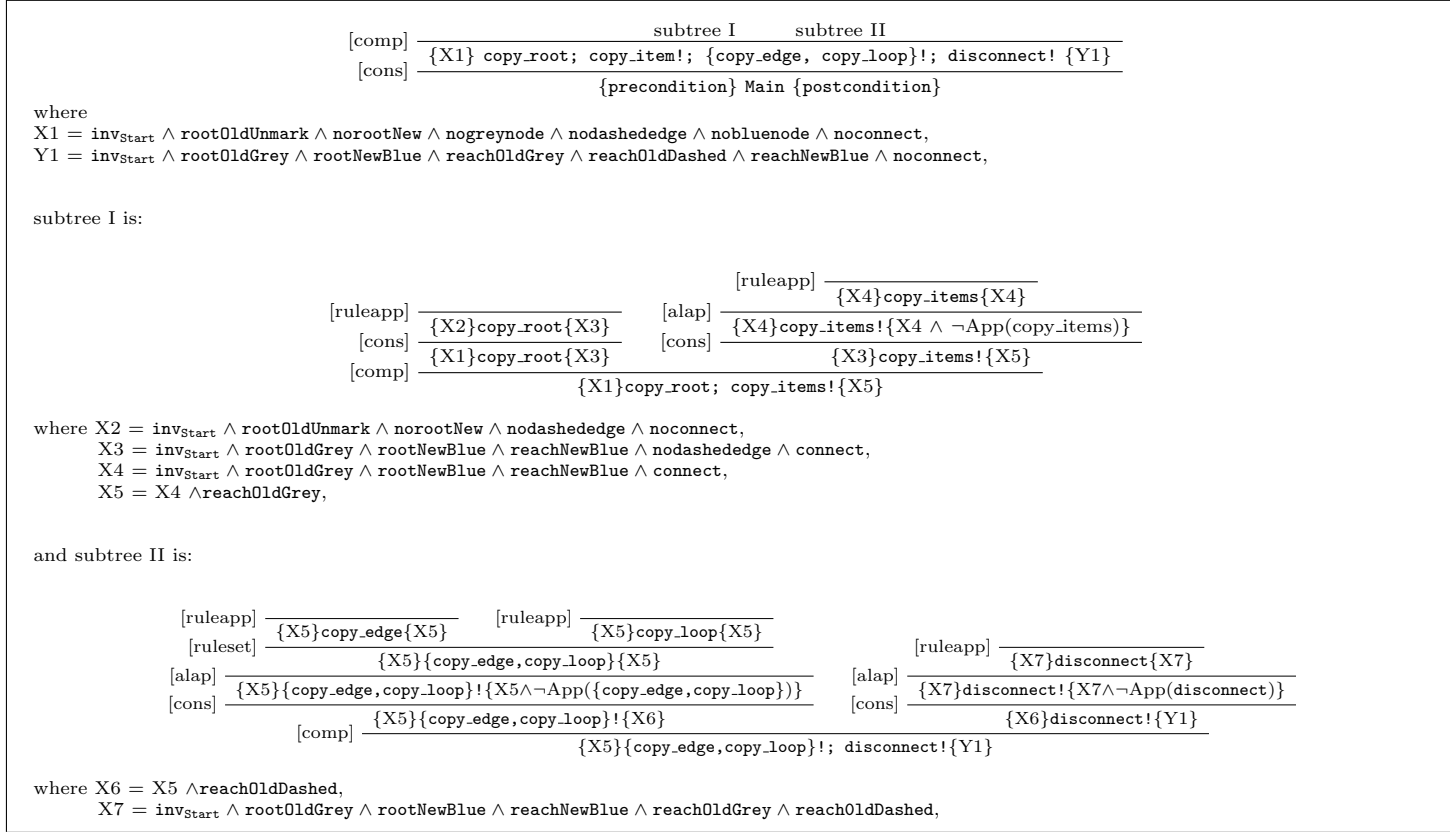 subtree I subtree II
[comp]
{X1} copy_root; copy_item!; {copy_edge, copy_loop}!; disconnect! {Y1}
[cons]
{precondition} Main {postcondition}
where
X1 = inv_Start ∧ rootOldUnmark ∧ norootNew ∧ nogreynode ∧ nodashededge ∧ nobluenode ∧ noconnect,
Y1 = inv_Start ∧ rootOldGrey ∧ rootNewBlue ∧ reachOldGrey ∧ reachOldDashed ∧ reachNewBlue ∧ noconnect,
subtree I is:
[ruleapp]
{X4}copy_items{X4}
[ruleapp] [alap]
{X2}copy_root{X3} {X4}copy_items!{X4 ∧ ¬App(copy_items)}
[cons] [cons]
{X1}copy_root{X3} {X3}copy_items!{X5}
[comp]
{X1}copy_root; copy_items!{X5}
where X2 = inv_Start ∧ rootOldUnmark ∧ norootNew ∧ nodashededge ∧ noconnect,
X3 = inv_Start ∧ rootOldGrey ∧ rootNewBlue ∧ reachNewBlue ∧ nodashededge ∧ connect,
X4 = inv_Start ∧ rootOldGrey ∧ rootNewBlue ∧ reachNewBlue ∧ connect,
X5 = X4 ∧reachOldGrey,
and subtree II is:
[ruleapp] [ruleapp]
{X5}copy_edge{X5} {X5}copy_loop{X5}
[ruleset] [ruleapp]
{X5}{copy_edge,copy_loop}{X5} {X7}disconnect{X7}
[alap] [alap]
{X5}{copy_edge,copy_loop}!{X5∧¬App({copy_edge,copy_loop})} {X7}disconnect!{X7∧¬App(disconnect)}
[cons] [cons]
{X5}{copy_edge,copy_loop}!{X6} {X6}disconnect!{Y1}
[comp]
{X5}{copy_edge,copy_loop}!; disconnect!{Y1}
where X6 = X5 ∧reachOldDashed,
X7 = inv_Start ∧ rootOldGrey ∧ rootNewBlue ∧ reachNewBlue ∧ reachOldGrey ∧ reachOldDashed,